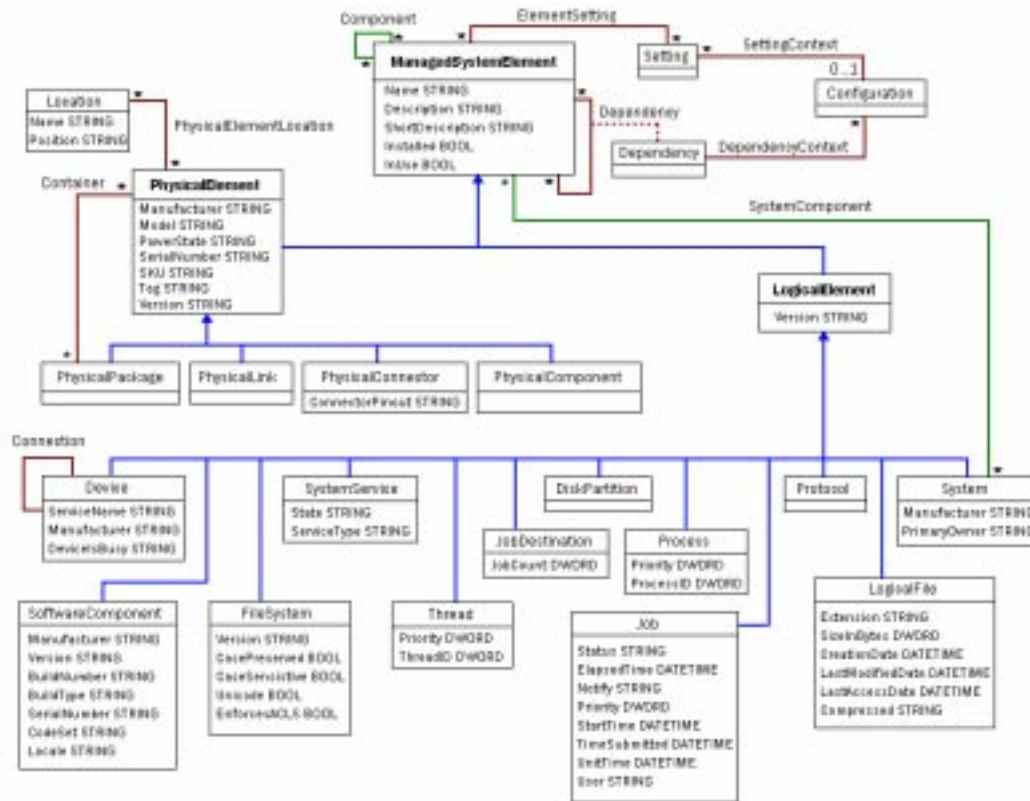 Component
ElementSetting
ManagedSystemElement
Name STRING
Description STRING
ShortDescription STRING
Installed BOOL
InUse BOOL
Setting
SettingContext
0..1
Configuration
Dependency
Dependency
DependencyContext
Location
Name STRING
Position STRING
PhysicalElementLocation
Container
PhysicalElement
Manufacturer STRING
Model STRING
PowerState STRING
SerialNumber STRING
SKU STRING
Tag STRING
Version STRING
SystemComponent
LogicalElement
Version STRING
PhysicalPackage
PhysicalLink
PhysicalConnector
ConnectorPinout STRING
PhysicalComponent
Connection
Device
ServiceName STRING
Manufacturer STRING
DeviceIsBusy STRING
SystemService
State STRING
ServiceType STRING
DiskPartition
Protocol
System
Manufacturer STRING
PrimaryOwner STRING
JobDestination
JobCount DWORD
Process
Priority DWORD
ProcessID DWORD
SoftwareComponent
Manufacturer STRING
Version STRING
BuildNumber STRING
BuildType STRING
SerialNumber STRING
CodeSet STRING
Locale STRING
FileSystem
Version STRING
CasePreserved BOOL
CaseSensistive BOOL
Unicode BOOL
EnforcesACLS BOOL
Thread
Priority DWORD
ThreadID DWORD
Job
Status STRING
ElapsedTime DATETIME
Notify STRING
Priority DWORD
StartTime DATETIME
TimeSubmitted DATETIME
UntilTime DATETIME
User STRING
LogicalFile
Extension STRING
SizeInBytes DWORD
CreationDate DATETIME
LastModifiedDate DATETIME
LastAccessDate DATETIME
Compressed STRING